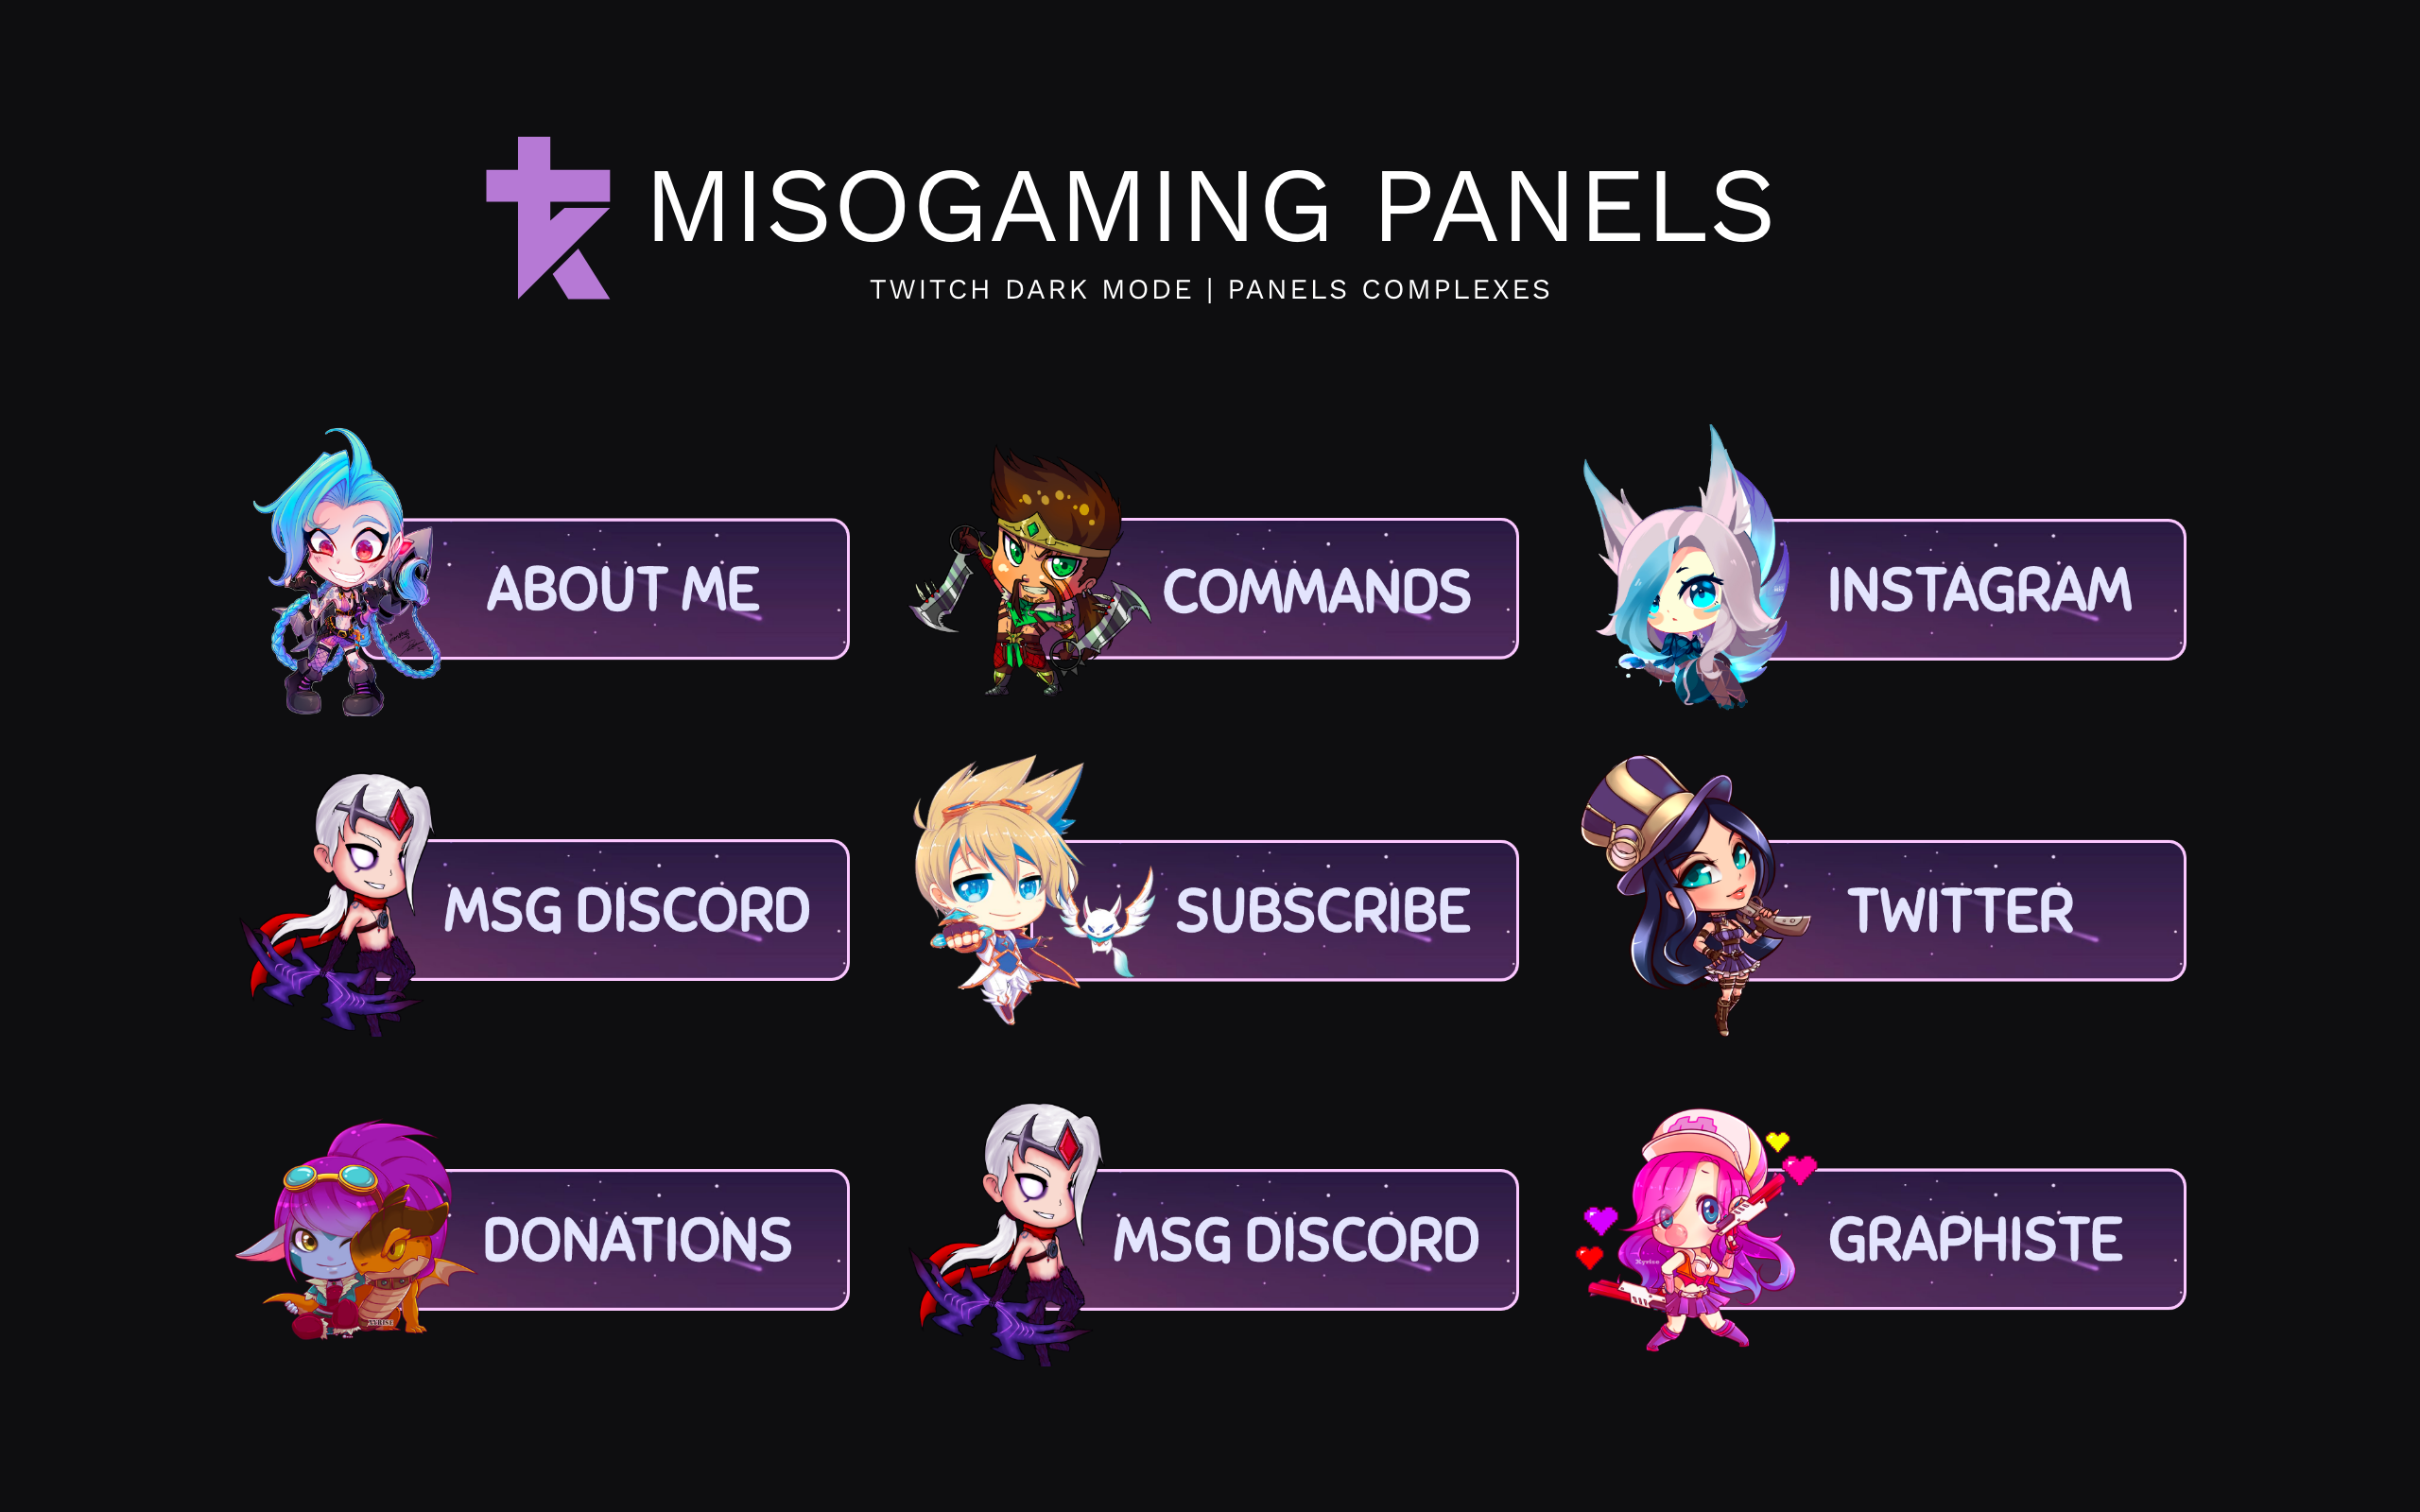 tk MISOGAMING PANELS
TWITCH DARK MODE | PANELS COMPLEXES
ABOUT ME
COMMANDS
INSTAGRAM
MSG DISCORD
SUBSCRIBE
TWITTER
DONATIONS
MSG DISCORD
GRAPHISTE